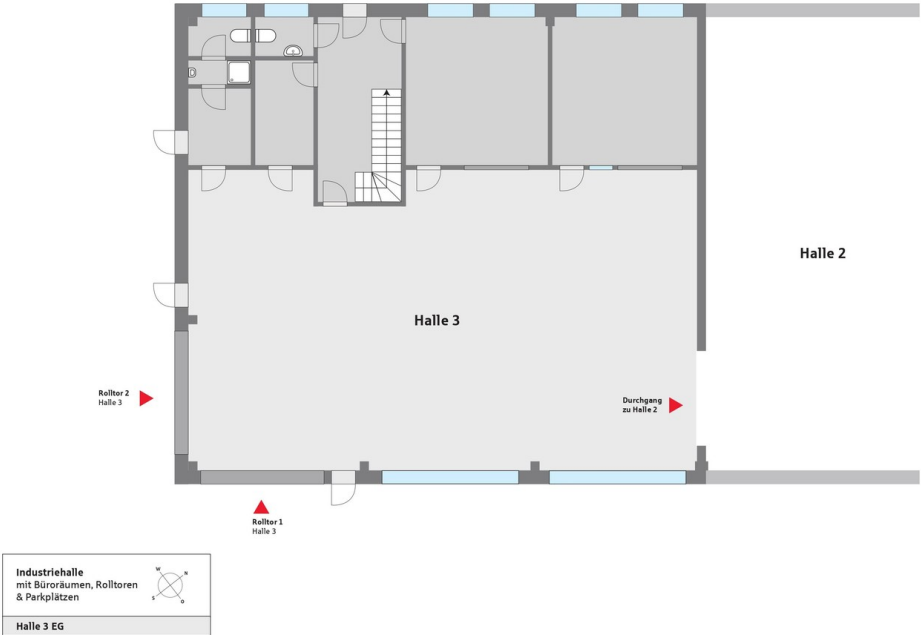 Halle 2
Halle 3
Rolltor 2
Halle 3
Durchgang
zu Halle 2
Rolltor 1
Halle 3
Industriehalle
mit Büroräumen, Rolltoren
& Parkplätzen
W
N
S
O
Halle 3 EG